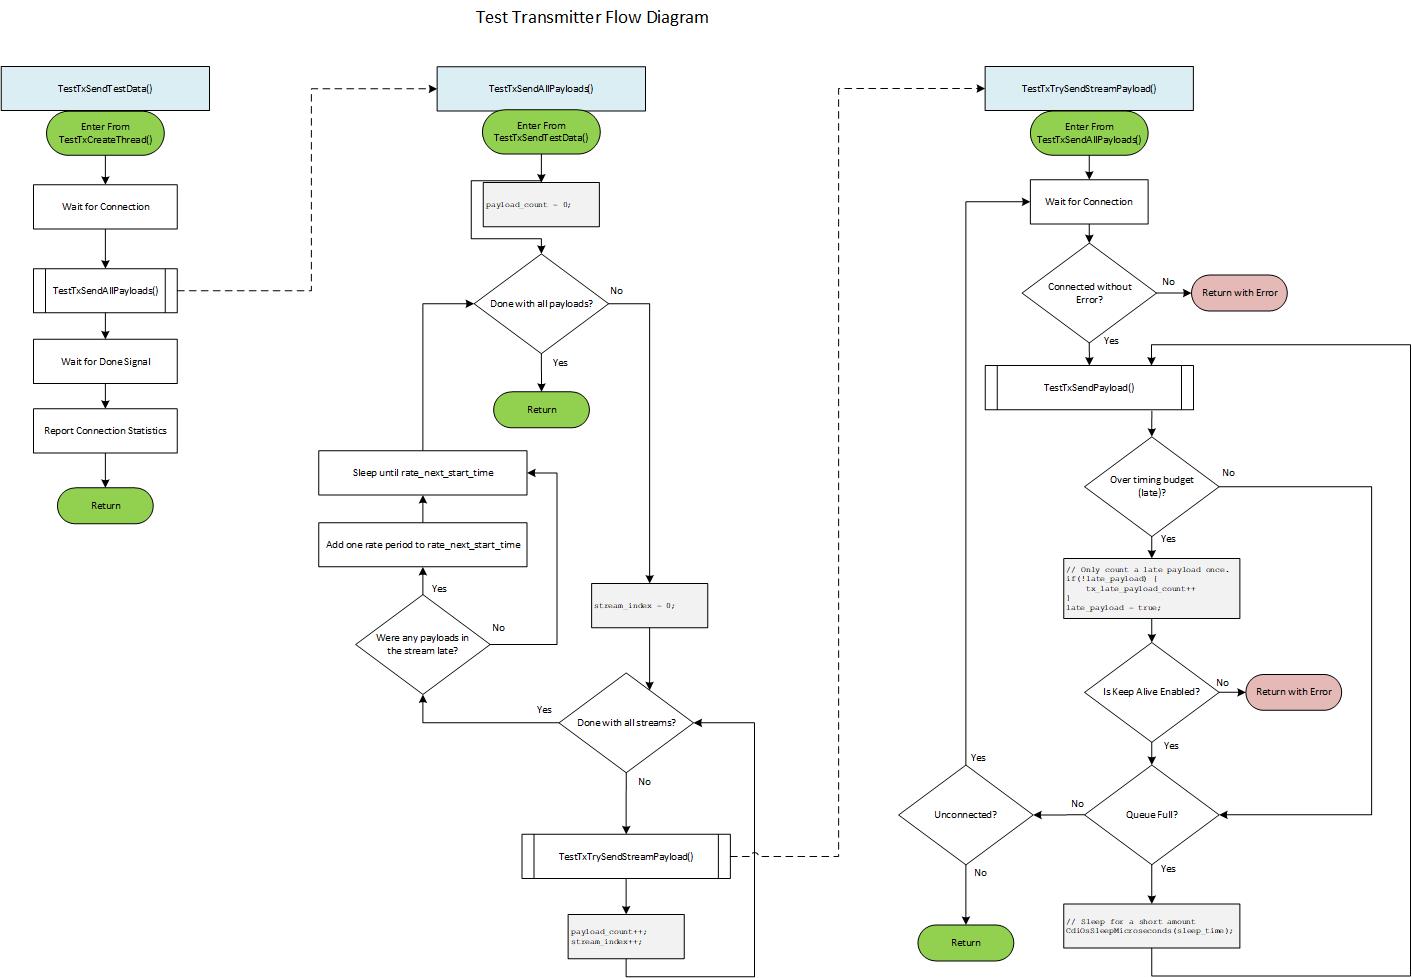 Test Transmitter Flow Diagram
TestTxSendTestData()
Enter From
TestTxCreateThread()
Wait for Connection
TestTxSendAllPayloads()
Wait for Done Signal
Report Connection Statistics
Return
TestTxSendAllPayloads()
Enter From
TestTxSendTestData()
payload_count = 0;
Done with all payloads?
No
Yes
Return
Sleep until rate_next_start_time
Add one rate period to rate_next_start_time
Yes
Were any payloads in
the stream late?
No
stream_index = 0;
Done with all streams?
Yes
No
TestTxTrySendStreamPayload()
payload_count++;
stream_index++;
TestTxTrySendStreamPayload()
Enter From
TestTxSendAllPayloads()
Wait for Connection
Connected without
Error?
No
Return with Error
Yes
TestTxSendPayload()
Over timing budget
(late)?
No
Yes
// Only count a late payload once.
if(!late_payload) {
tx_late_payload_count++
}
late_payload = true;
Is Keep Alive Enabled?
No
Return with Error
Yes
Queue Full?
No
Unconnected?
Yes
No
Return
Yes
// Sleep for a short amount
CdiOsSleepMicroseconds(sleep_time);